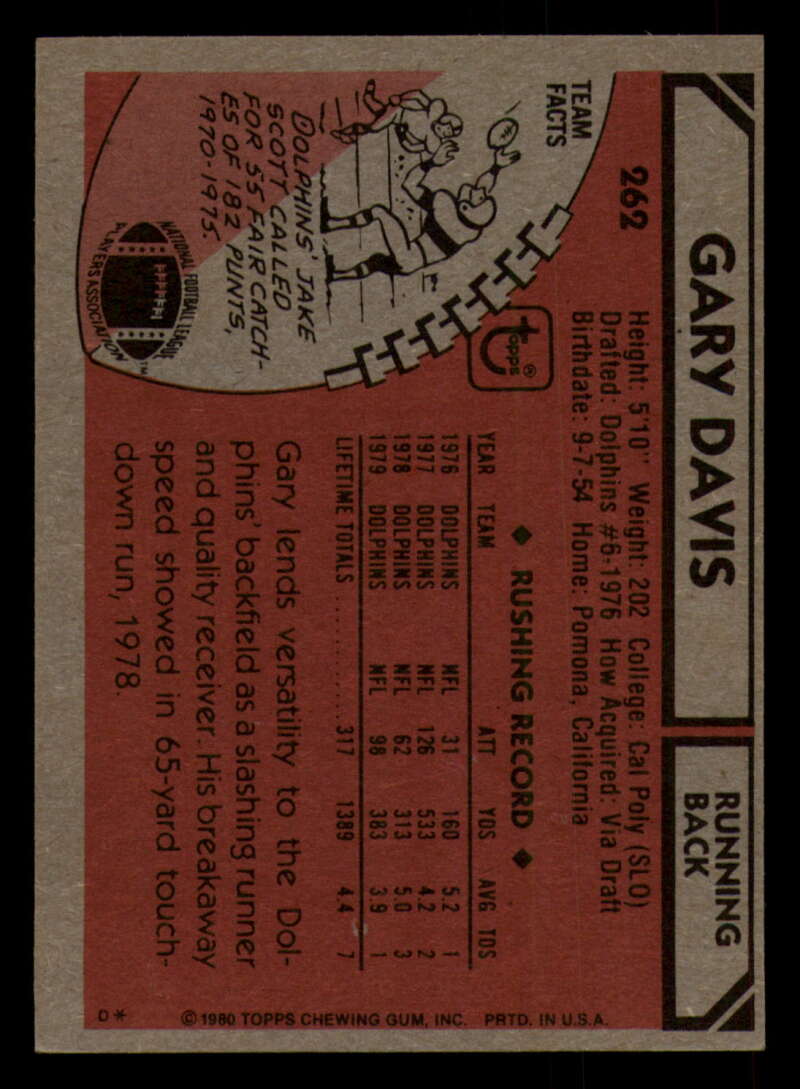 GARY DAVIS
RUNNING
BACK
262
Height: 5'10" Weight: 202 College: Cal Poly (SLO)
Drafted: Dolphins #6-1976 How Acquired: Via Draft
Birthdate: 9-7-54 Home: Pomona, California
TEAM
FACTS
DOLPHINS' JAKE
SCOTT CALLED
FOR 55 FAIR CATCH-
ES OF 182 PUNTS,
1970-1975.
NATIONAL FOOTBALL LEAGUE
PLAYERS ASSOCIATION™
topps®
◆ RUSHING RECORD ◆
YEAR TEAM ATT YDS AVG TDS
1976 DOLPHINS NFL 31 160 5.2 1
1977 DOLPHINS NFL 126 533 4.2 2
1978 DOLPHINS NFL 62 313 5.0 3
1979 DOLPHINS NFL 98 383 3.9 1
LIFETIME TOTALS ............... 317 1389 4.4 7
Gary lends versatility to the Dol-
phins' backfield as a slashing runner
and quality receiver. His breakaway
speed showed in 65-yard touch-
down run, 1978.
D* © 1980 TOPPS CHEWING GUM, INC. PRTD. IN U.S.A.